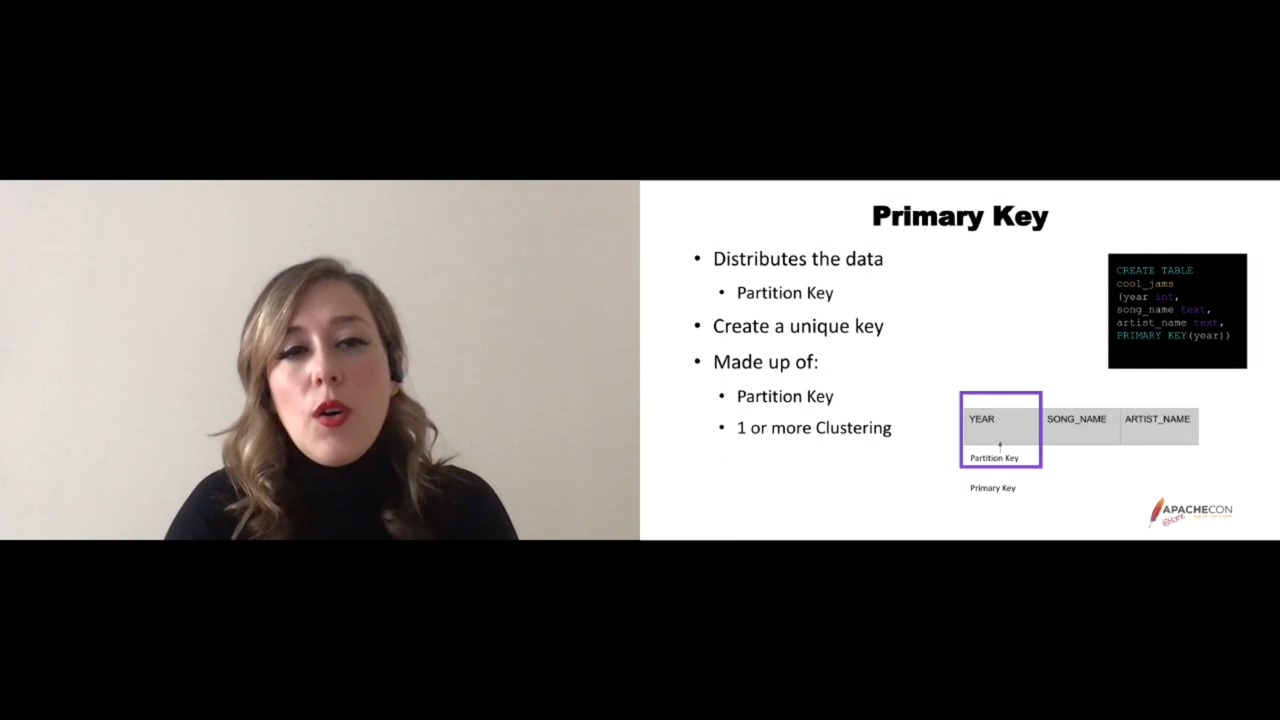 Primary Key
• Distributes the data
• Partition Key
• Create a unique key
• Made up of:
• Partition Key
• 1 or more Clustering
CREATE TABLE
cool_jams
(year int,
song_name text,
artist_name text,
PRIMARY KEY(year))
YEAR SONG_NAME ARTIST_NAME
Partition Key
Primary Key
APACHECON
@Home